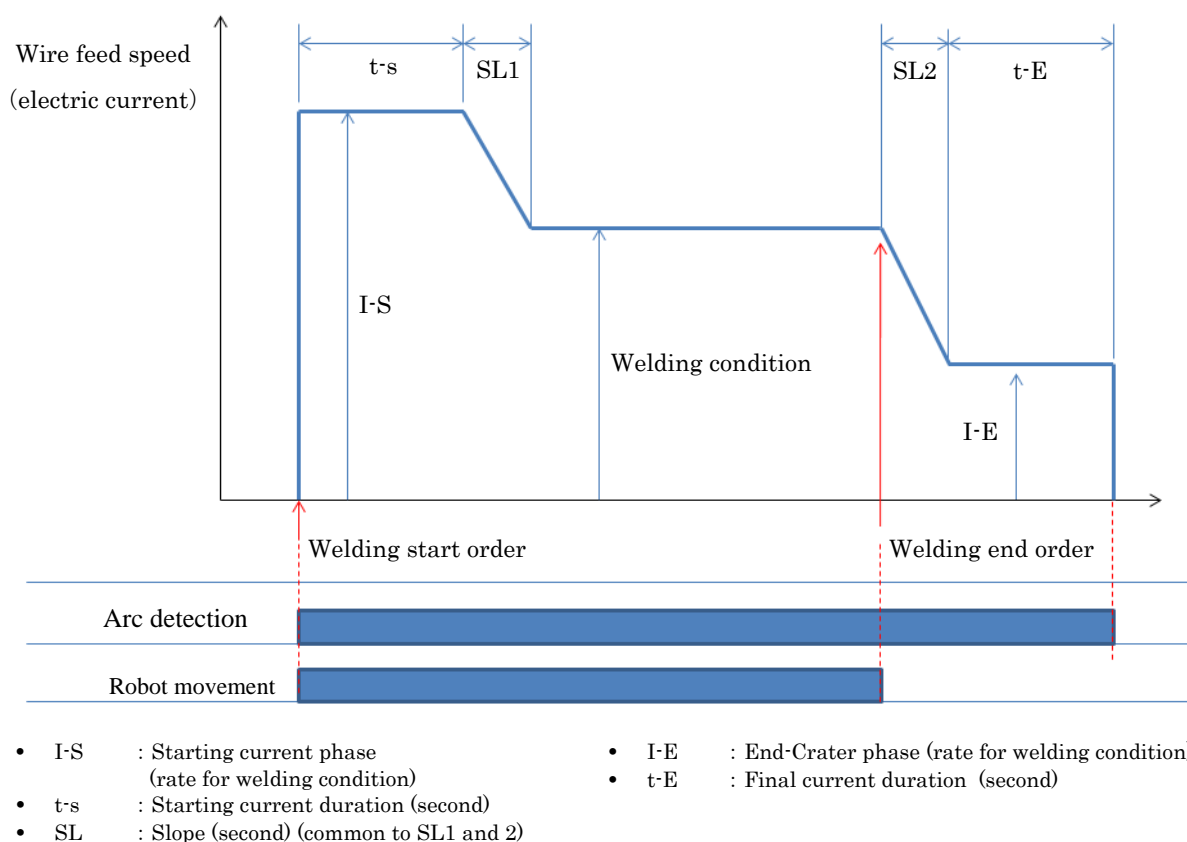 Wire feed speed
(electric current)
t-s
SL1
SL2
t-E
I-S
Welding condition
I-E
Welding start order
Welding end order
Arc detection
Robot movement
• I-S : Starting current phase
(rate for welding condition)
• t-s : Starting current duration (second)
• SL : Slope (second) (common to SL1 and 2)
• I-E : End-Crater phase (rate for welding condition)
• t-E : Final current duration (second)